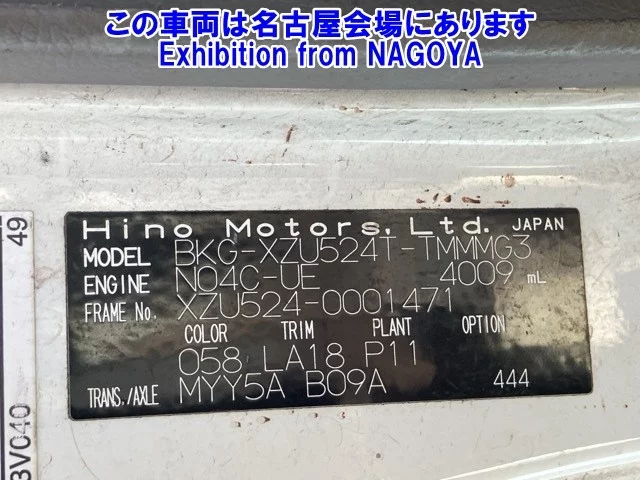 この車両は名古屋会場にあります
Exhibition from NAGOYA
Hino Motors, Ltd. JAPAN
MODEL BKG-XZU524T-TMMMG3
ENGINE N04C-UE 4009 mL
FRAME No. XZU524-0001471
COLOR TRIM PLANT OPTION
058 LA18 P11
TRANS./AXLE MYY5A B09A 444
49
BV040